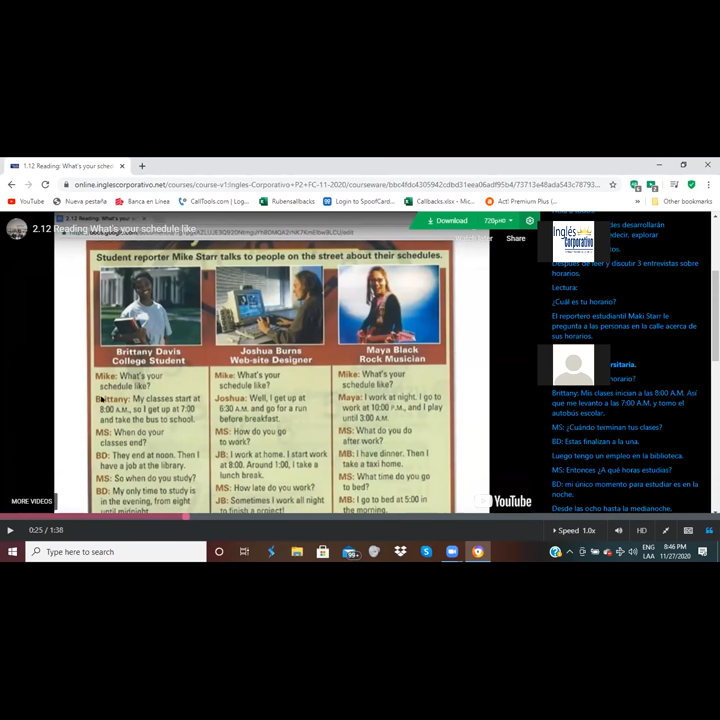 1.12 Reading: What's your sched
online.inglescorporativo.net/courses/course-v1:Ingles-Corporativo+P2+FC-11-2020/courseware/
YouTube
Nueva pestaña
Banca en Línea
CallTools.com | Call...
Google
Rubensallbacks
Login to SpoofCard...
Callbacks.xlsx - Mic...
Act! Premium Plus (...
Other bookmarks
2.12 Reading What's your schedule like
Download
720p HD
Share
Student reporter Mike Starr talks to people on the street about their schedules.
Brittany Davis
College Student
Mike: What's your
schedule like?
Brittany: My classes start at
8:00 A.M., so I get up at 7:00
and take the bus to school.
MS: When do your
classes end?
BD: They end at noon. Then I
have a job at the library.
MS: So when do you study?
BD: My only time to study is
in the evening, from eight
until midnight.
Joshua Burns
Web-site Designer
Mike: What's your
schedule like?
Joshua: Well, I get up at
6:30 A.M. and go for a run
before breakfast.
MS: How do you go
to work?
JB: I work at home. I start work
at 8:00. Around 1:00, I take a
lunch break.
MS: How late do you work?
JB: Sometimes I work all night
to finish a project!
Maya Black
Rock Musician
Mike: What's your
schedule like?
Maya: I work at night. I go to
work at 10:00 P.M., and I play
until 3:00 A.M.
MS: What do you do
after work?
MB: I have dinner. Then I
take a taxi home.
MS: What time do you go
to bed?
MB: I go to bed at 5:00 in
the morning.
MORE VIDEOS
YouTube
0:25 / 1:38
Speed 1.0x
HD
des desarrollarán
edecir, explorar
Inglés
Corporativo
Después de leer y discutir 3 entrevistas sobre
horarios.
Lectura:
¿Cuál es tu horario?
El reportero estudiantil Maki Starr le
pregunta a las personas en la calle acerca de
sus horarios.
rsitaria.
horario?
Brittany: Mis clases inician a las 8:00 A.M. Así
que me levanto a las 7:00 A.M. y tomo el
autobús escolar.
MS: ¿Cuándo terminan tus clases?
BD: Estas finalizan a la una.
Luego tengo un empleo en la biblioteca.
MS: Entonces ¿A qué horas estudias?
BD: mi único momento para estudiar es en la
noche.
Desde las ocho hasta la medianoche.
Type here to search
99+
ENG
LAA
8:46 PM
11/27/2020